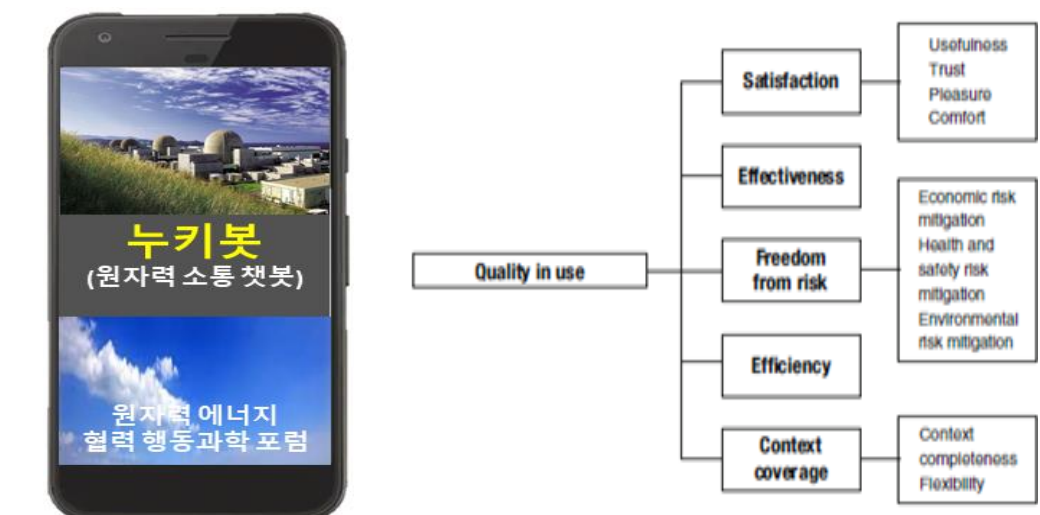 누키봇
(원자력 소통 챗봇)
원자력 에너지
협력 행동과학 포럼
Quality in use
Satisfaction
Usefulness
Trust
Pleasure
Comfort
Effectiveness
Freedom
from risk
Economic risk
mitigation
Health and
safety risk
mitigation
Environmental
risk mitigation
Efficiency
Context
coverage
Context
completeness
Flexibility